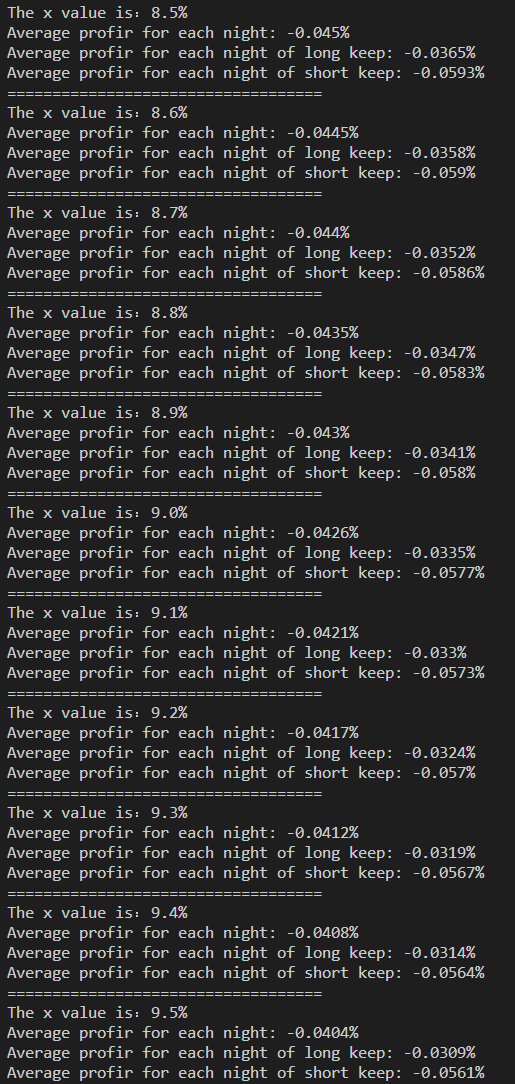 The x value is: 8.5%
Average profir for each night: -0.045%
Average profir for each night of long keep: -0.0365%
Average profir for each night of short keep: -0.0593%
===================================
The x value is: 8.6%
Average profir for each night: -0.0445%
Average profir for each night of long keep: -0.0358%
Average profir for each night of short keep: -0.059%
===================================
The x value is: 8.7%
Average profir for each night: -0.044%
Average profir for each night of long keep: -0.0352%
Average profir for each night of short keep: -0.0586%
===================================
The x value is: 8.8%
Average profir for each night: -0.0435%
Average profir for each night of long keep: -0.0347%
Average profir for each night of short keep: -0.0583%
===================================
The x value is: 8.9%
Average profir for each night: -0.043%
Average profir for each night of long keep: -0.0341%
Average profir for each night of short keep: -0.058%
===================================
The x value is: 9.0%
Average profir for each night: -0.0426%
Average profir for each night of long keep: -0.0335%
Average profir for each night of short keep: -0.0577%
===================================
The x value is: 9.1%
Average profir for each night: -0.0421%
Average profir for each night of long keep: -0.033%
Average profir for each night of short keep: -0.0573%
===================================
The x value is: 9.2%
Average profir for each night: -0.0417%
Average profir for each night of long keep: -0.0324%
Average profir for each night of short keep: -0.057%
===================================
The x value is: 9.3%
Average profir for each night: -0.0412%
Average profir for each night of long keep: -0.0319%
Average profir for each night of short keep: -0.0567%
===================================
The x value is: 9.4%
Average profir for each night: -0.0408%
Average profir for each night of long keep: -0.0314%
Average profir for each night of short keep: -0.0564%
===================================
The x value is: 9.5%
Average profir for each night: -0.0404%
Average profir for each night of long keep: -0.0309%
Average profir for each night of short keep: -0.0561%